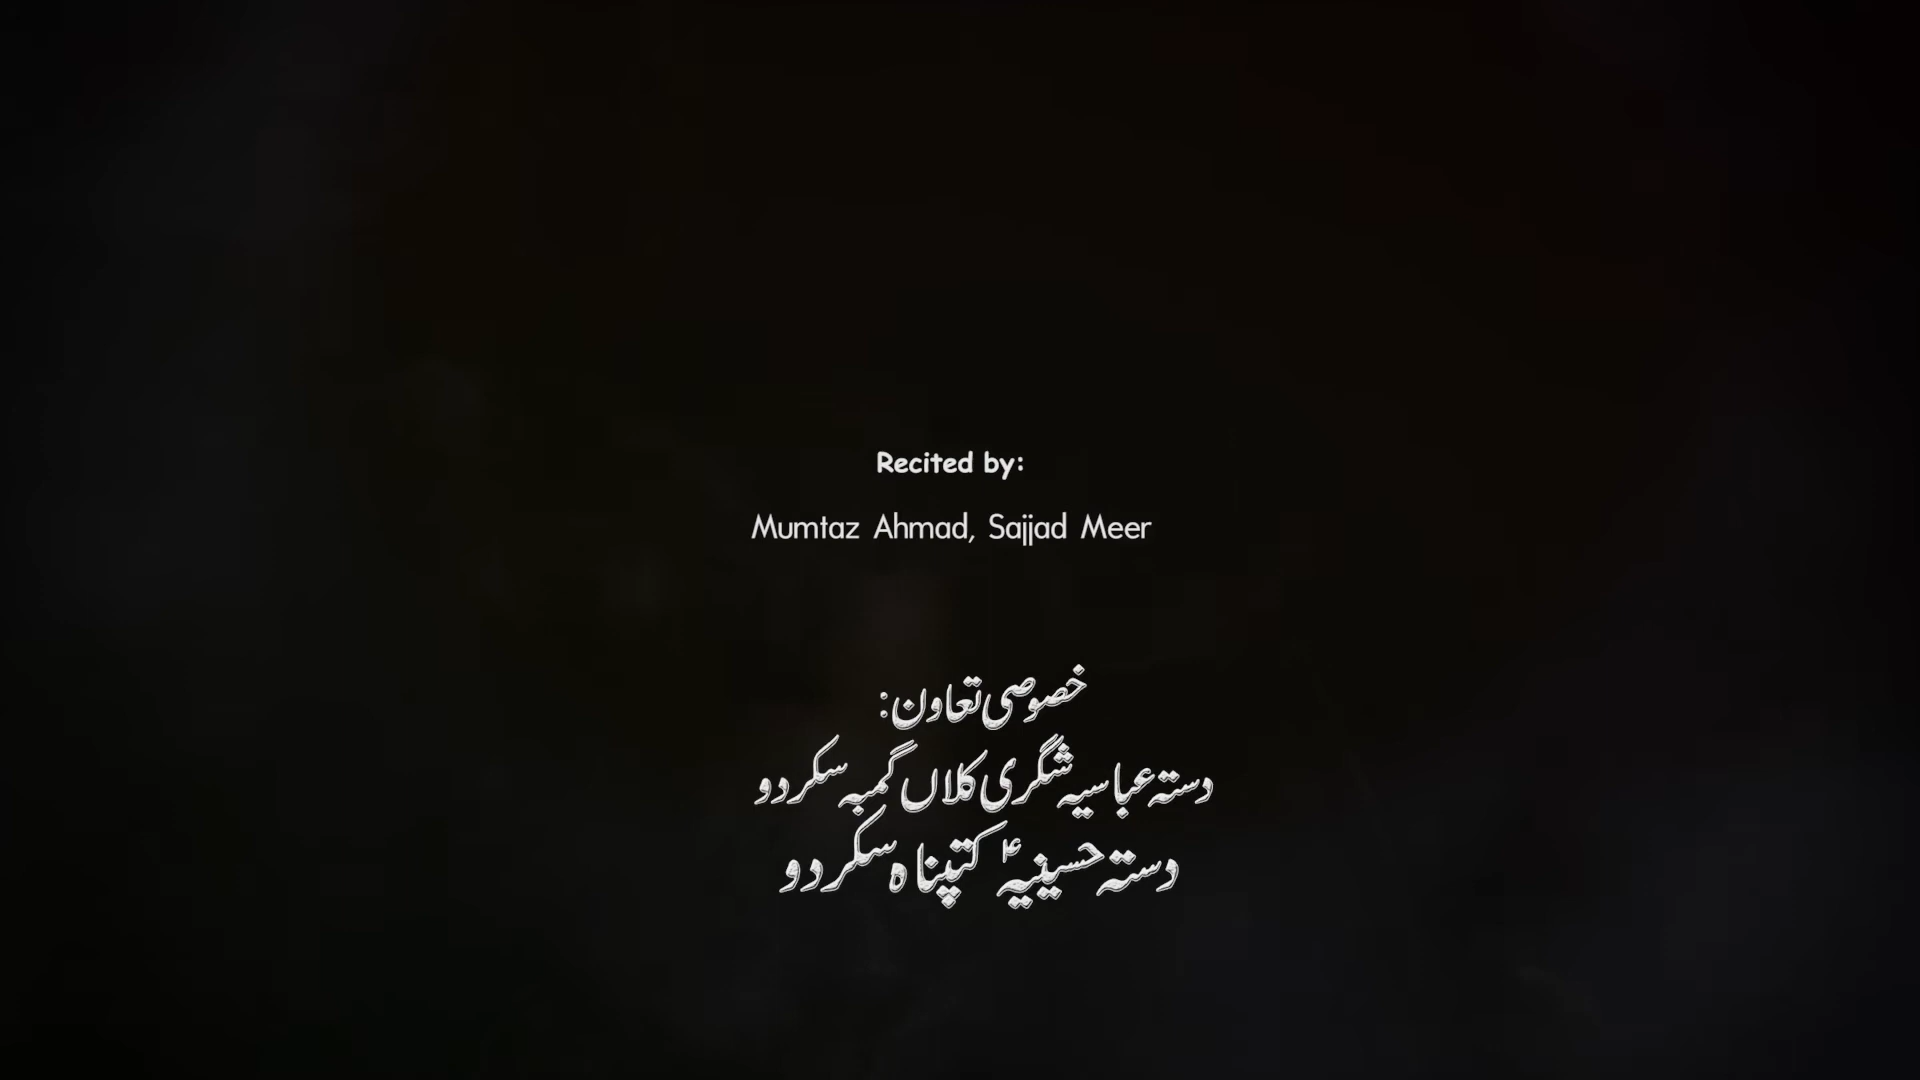 Recited by:
Mumtaz Ahmad, Sajjad Meer
خصوصی تعاون:
دستہ عباسیہ شگری کلاں گمبہ سکردو
دستہ حسینیہؑ کتپناہ سکردو